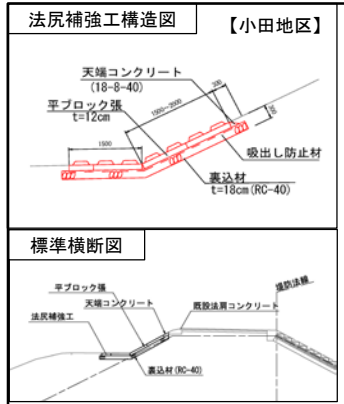 法尻補強工構造図
【小田地区】
天端コンクリート
(18-8-40)
平ブロック張
t=12cm
1500~2000
200
300
1500
吸出し防止材
裏込材
t=18cm(RC-40)
標準横断図
平ブロック張
天端コンクリート
法尻補強工
既設法肩コンクリート
堤防法線
裏込材(RC-40)